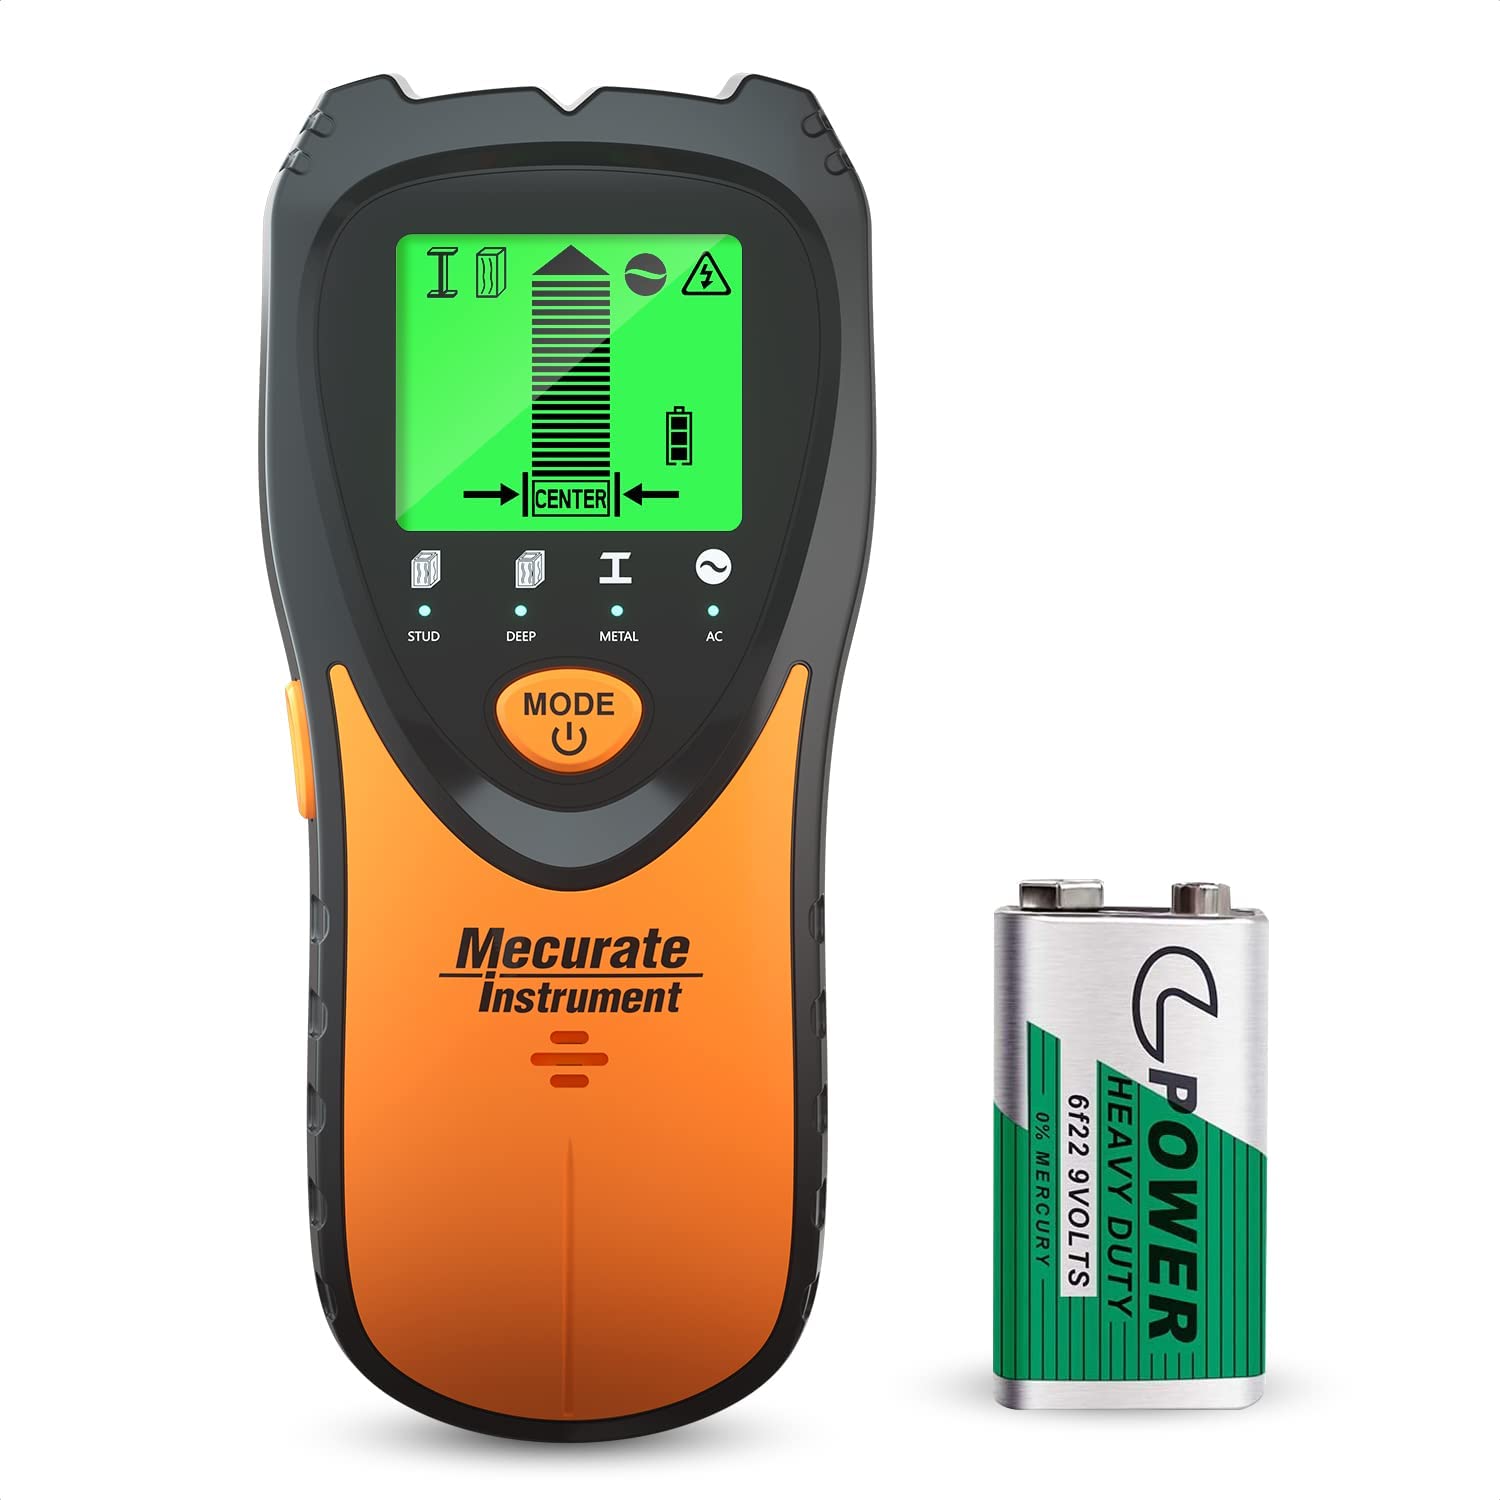 CENTER
STUD
DEEP
METAL
AC
MODE
Mecurate
Instrument
POWER
HEAVY DUTY
6f22 9VOLTS
0% MERCURY